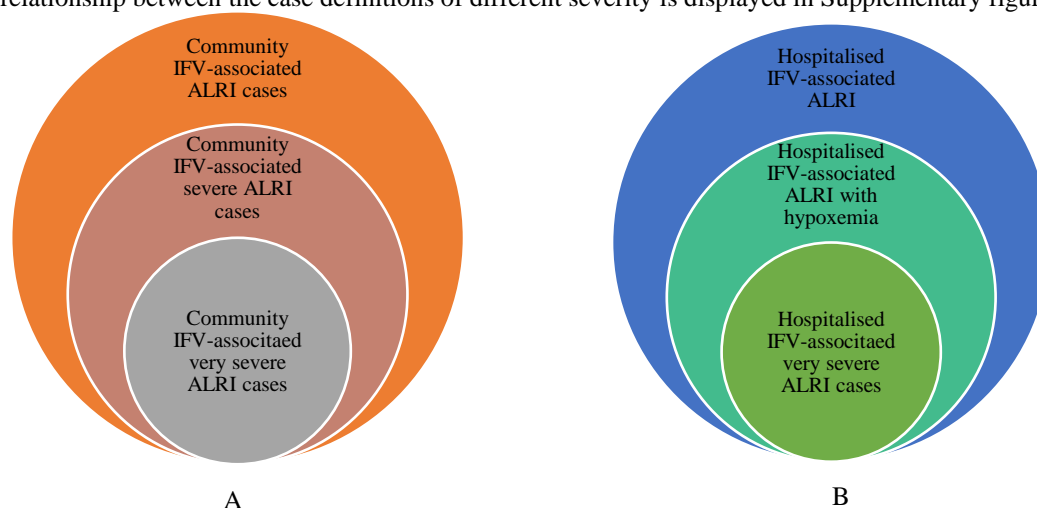 relationship between the case definitions of different severity is displayed in Supplementary figu
Community
IFV-associated
ALRI cases
Community
IFV-associated
severe ALRI
cases
Community
IFV-associtaed
very severe
ALRI cases
A
Hospitalised
IFV-associated
ALRI
Hospitalised
IFV-associated
ALRI with
hypoxemia
Hospitalised
IFV-associtaed
very severe
ALRI cases
B